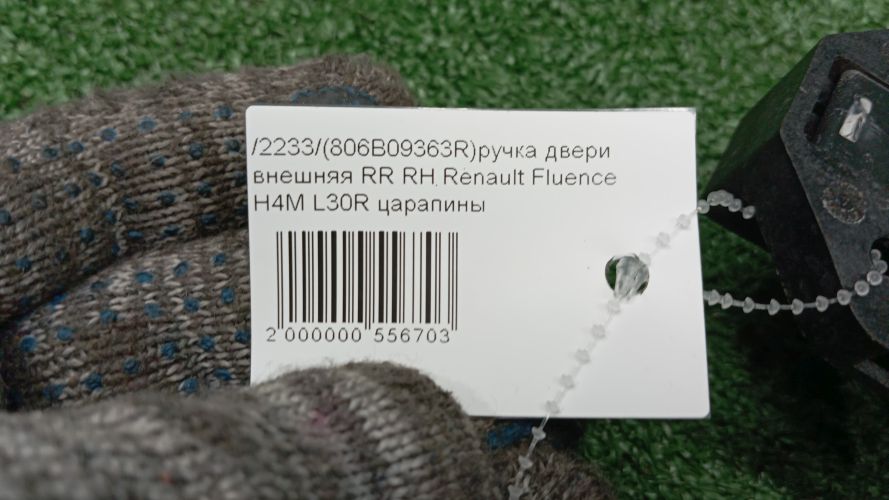 /2233/(806B09363R)ручка двери
внешняя RR RH Renault Fluence
H4M L30R царапины
2 000000 556703